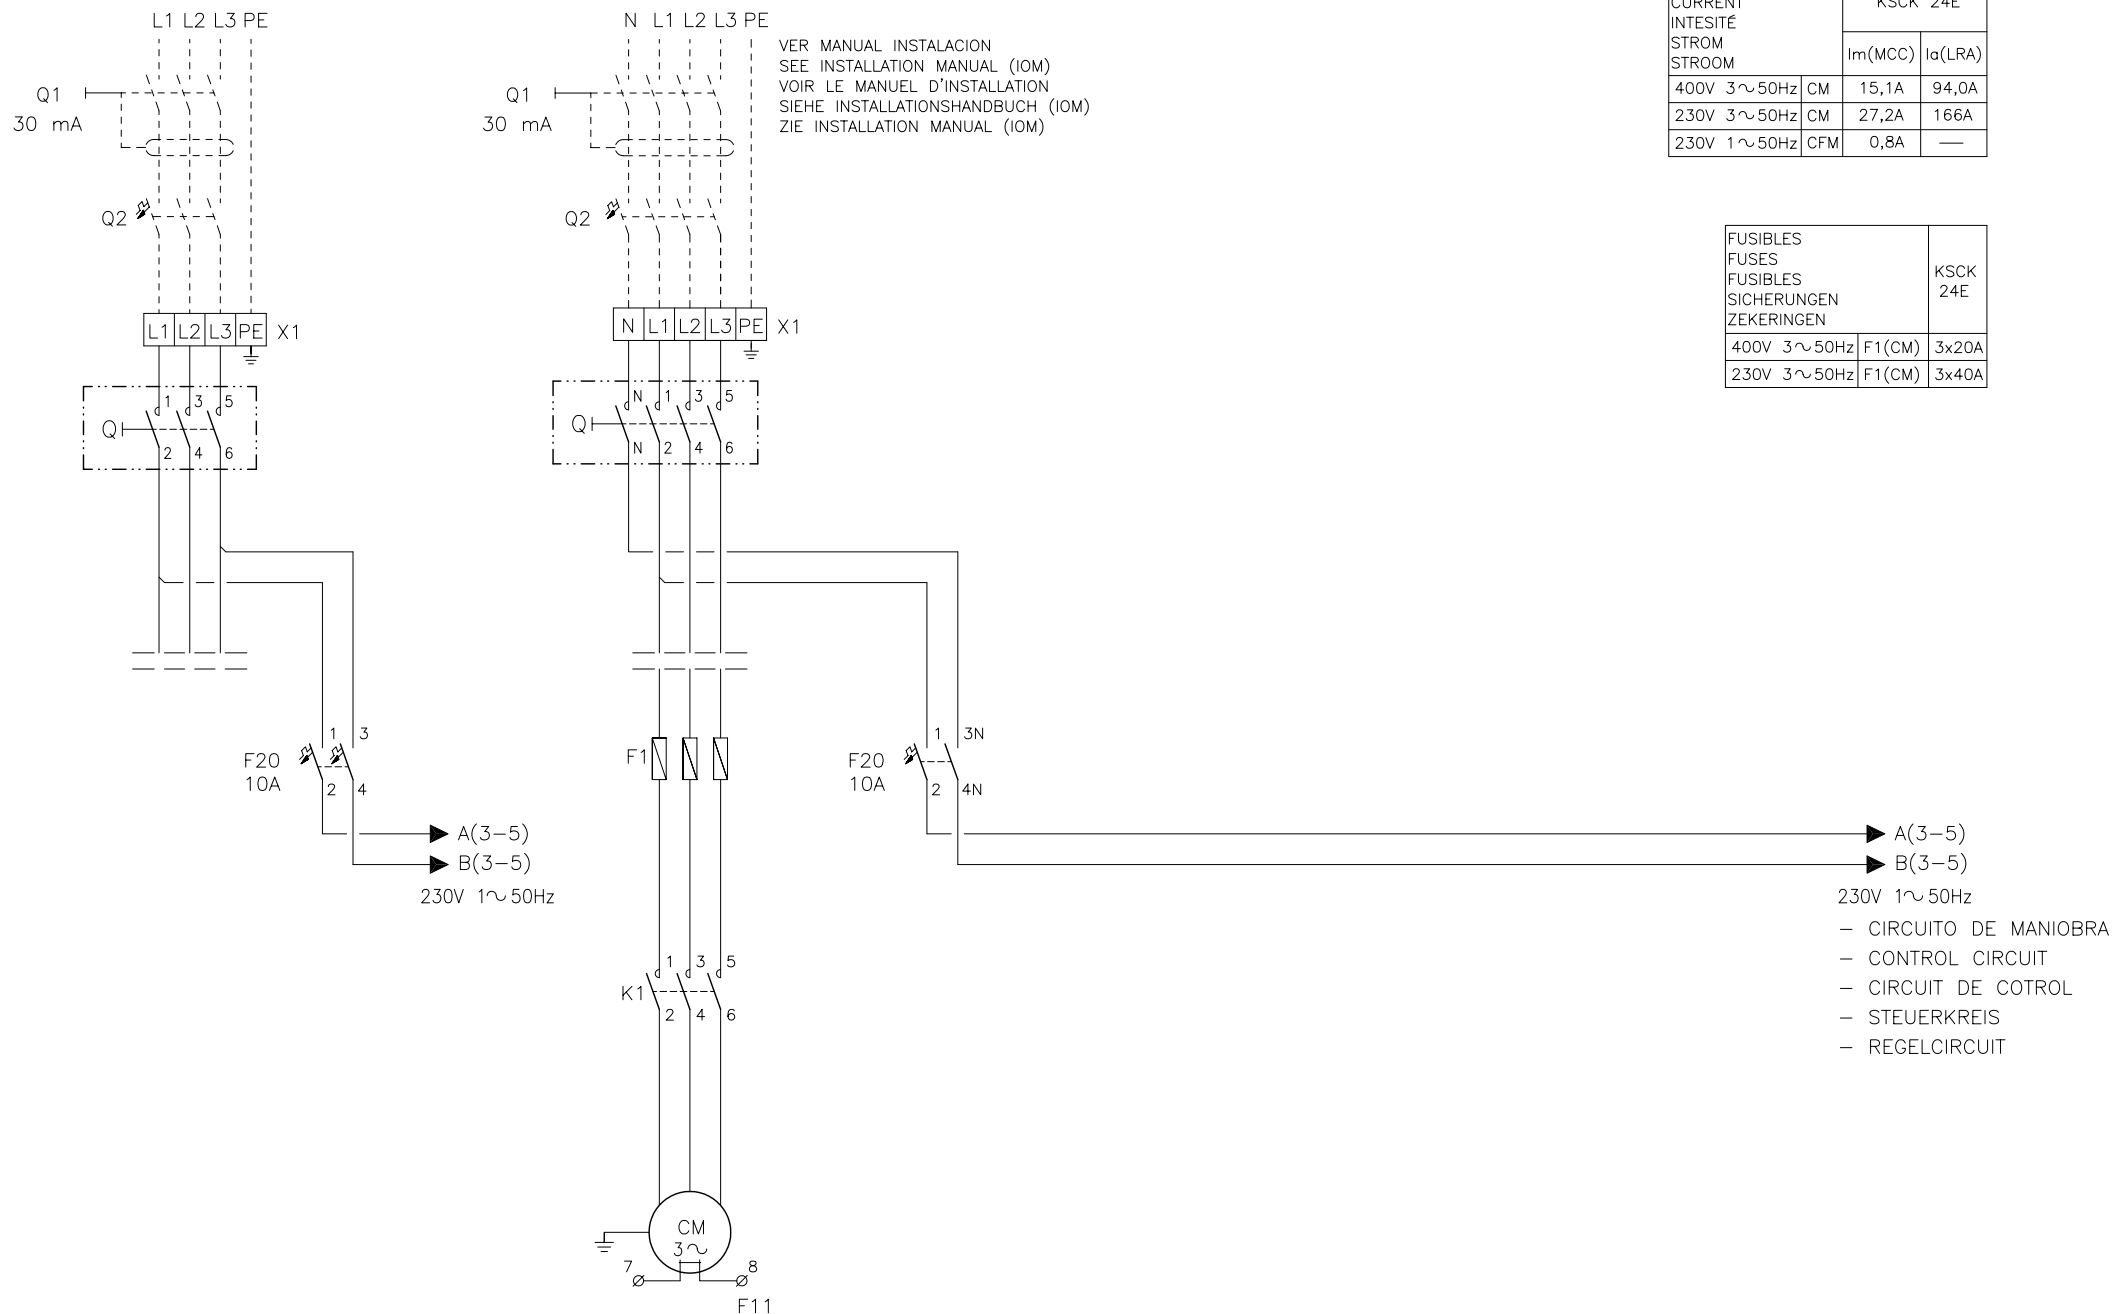 L1 L2 L3 PE
Q1
30 mA
Q2
L1 L2 L3 PE X1
1 3 5
Q
2 4 6
1 3
F20
10A
2 4
A(3-5)
B(3-5)
230V 1~50Hz
N L1 L2 L3 PE
VER MANUAL INSTALACION
SEE INSTALLATION MANUAL (IOM)
VOIR LE MANUEL D'INSTALLATION
SIEHE INSTALLATIONSHANDBUCH (IOM)
ZIE INSTALLATION MANUAL (IOM)
Q1
30 mA
Q2
N L1 L2 L3 PE X1
N 1 3 5
Q
N 2 4 6
F1
1 3N
F20
10A
2 4N
1 3 5
K1
2 4 6
CM
3~
7 8
F11
A(3-5)
B(3-5)
230V 1~50Hz
- CIRCUITO DE MANIOBRA
- CONTROL CIRCUIT
- CIRCUIT DE COTROL
- STEUERKREIS
- REGELCIRCUIT
CURRENT
INTESITÉ
STROM
STROOM
KSCK 24E
Im(MCC) Ia(LRA)
400V 3~50Hz CM 15,1A 94,0A
230V 3~50Hz CM 27,2A 166A
230V 1~50Hz CFM 0,8A —
FUSIBLES
FUSES
FUSIBLES
SICHERUNGEN
ZEKERINGEN
KSCK
24E
400V 3~50Hz F1(CM) 3x20A
230V 3~50Hz F1(CM) 3x40A